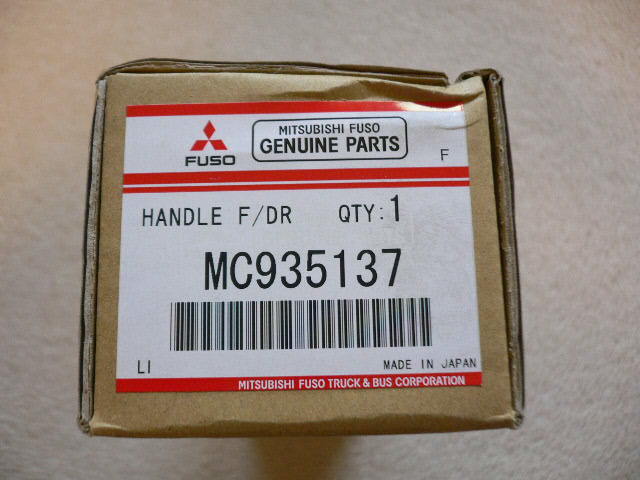 FUSO
MITSUBISHI FUSO
GENUINE PARTS
F
HANDLE F/DR QTY:1
MC935137
LI MADE IN JAPAN
MITSUBISHI FUSO TRUCK & BUS CORPORATION